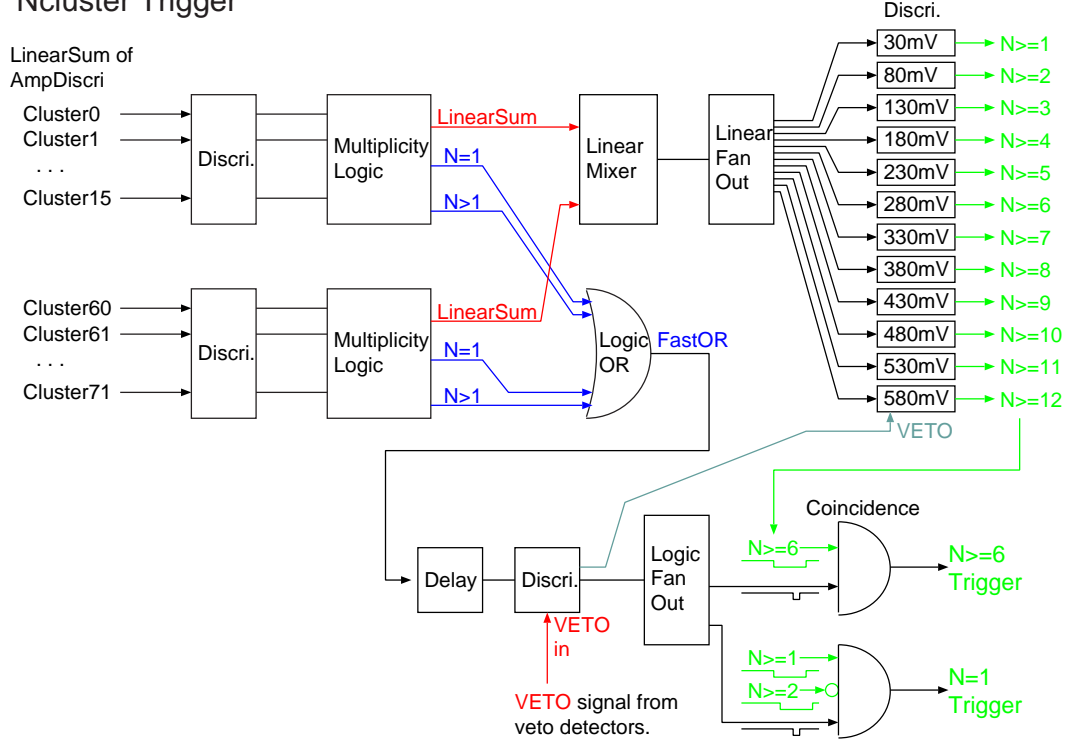 Ncluster Trigger
LinearSum of
AmpDiscri
Cluster0
Cluster1
. . .
Cluster15
Discri.
Multiplicity
Logic
LinearSum
N=1
N>1
Linear
Mixer
Linear
Fan
Out
Discri.
30mV N>=1
80mV N>=2
130mV N>=3
180mV N>=4
230mV N>=5
280mV N>=6
330mV N>=7
380mV N>=8
430mV N>=9
480mV N>=10
530mV N>=11
580mV N>=12
VETO
Cluster60
Cluster61
. . .
Cluster71
Discri.
Multiplicity
Logic
LinearSum
N=1
N>1
Logic
OR
FastOR
Delay
Discri.
VETO
in
VETO signal from
veto detectors.
Logic
Fan
Out
Coincidence
N>=6
N>=6
Trigger
N>=1
N>=2
N=1
Trigger